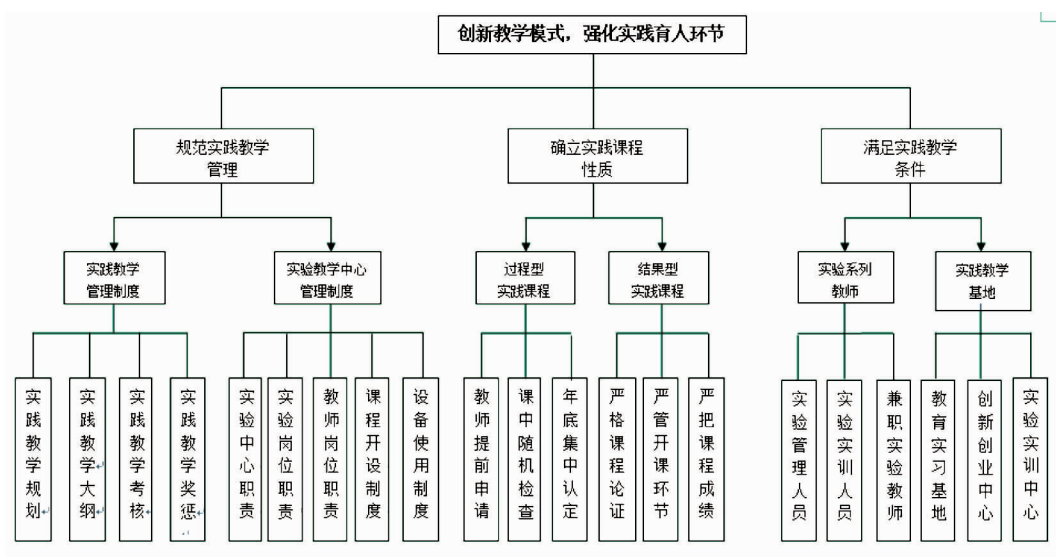 创新教学模式，强化实践育人环节
规范实践教学
管理
确立实践课程
性质
满足实践教学
条件
实践教学
管理制度
实验教学中心
管理制度
过程型
实践课程
结果型
实践课程
实验系列
教师
实践教学
基地
实践教学规划
实践教学大纲
实践教学考核
实践教学奖惩
实验中心职责
实验岗位职责
教师岗位职责
课程开设制度
设备使用制度
教师提前申请
课中随机检查
年底集中认定
严格课程论证
严管开课环节
严把课程成绩
实验管理人员
实验实训人员
兼职实验教师
教育实习基地
创新创业中心
实验实训中心